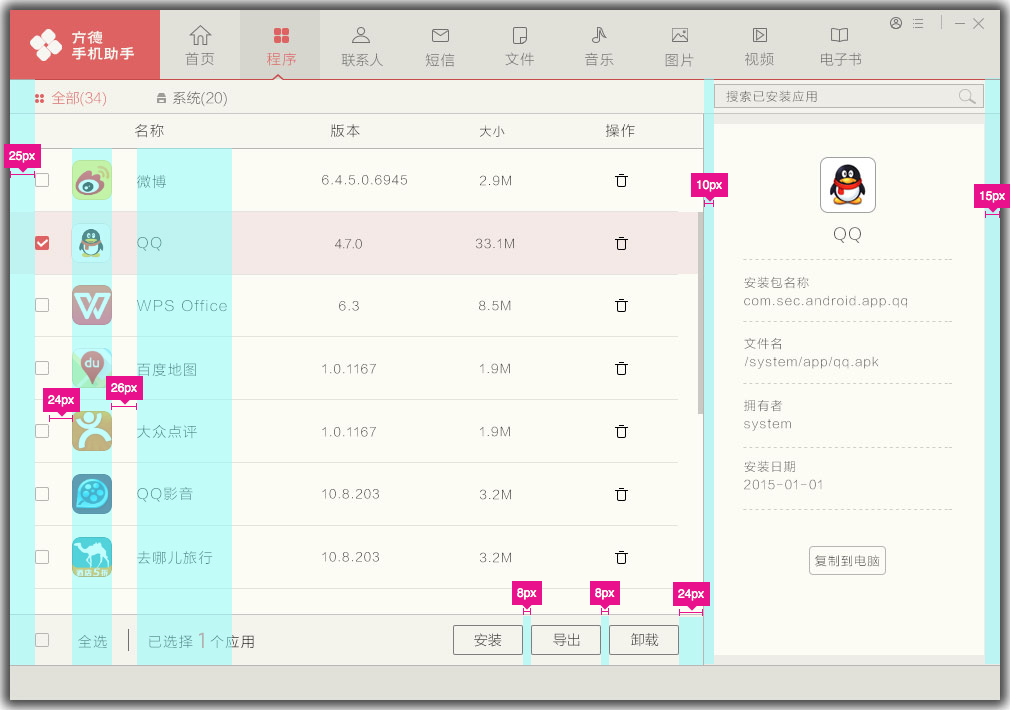 方德
手机助手
首页
程序
联系人
短信
文件
音乐
图片
视频
电子书
全部(34)
系统(20)
搜索已安装应用
名称 版本 大小 操作
25px
微博 6.4.5.0.6945 2.9M
10px
15px
QQ 4.7.0 33.1M
WPS Office 6.3 8.5M
du
百度地图 1.0.1167 1.9M
24px
26px
大众点评 1.0.1167 1.9M
QQ影音 10.8.203 3.2M
去哪儿旅行 10.8.203 3.2M
酒店5折
8px
8px
24px
全选
已选择1个应用
安装
导出
卸载
QQ
安装包名称
com.sec.android.app.qq
文件名
/system/app/qq.apk
拥有者
system
安装日期
2015-01-01
复制到电脑